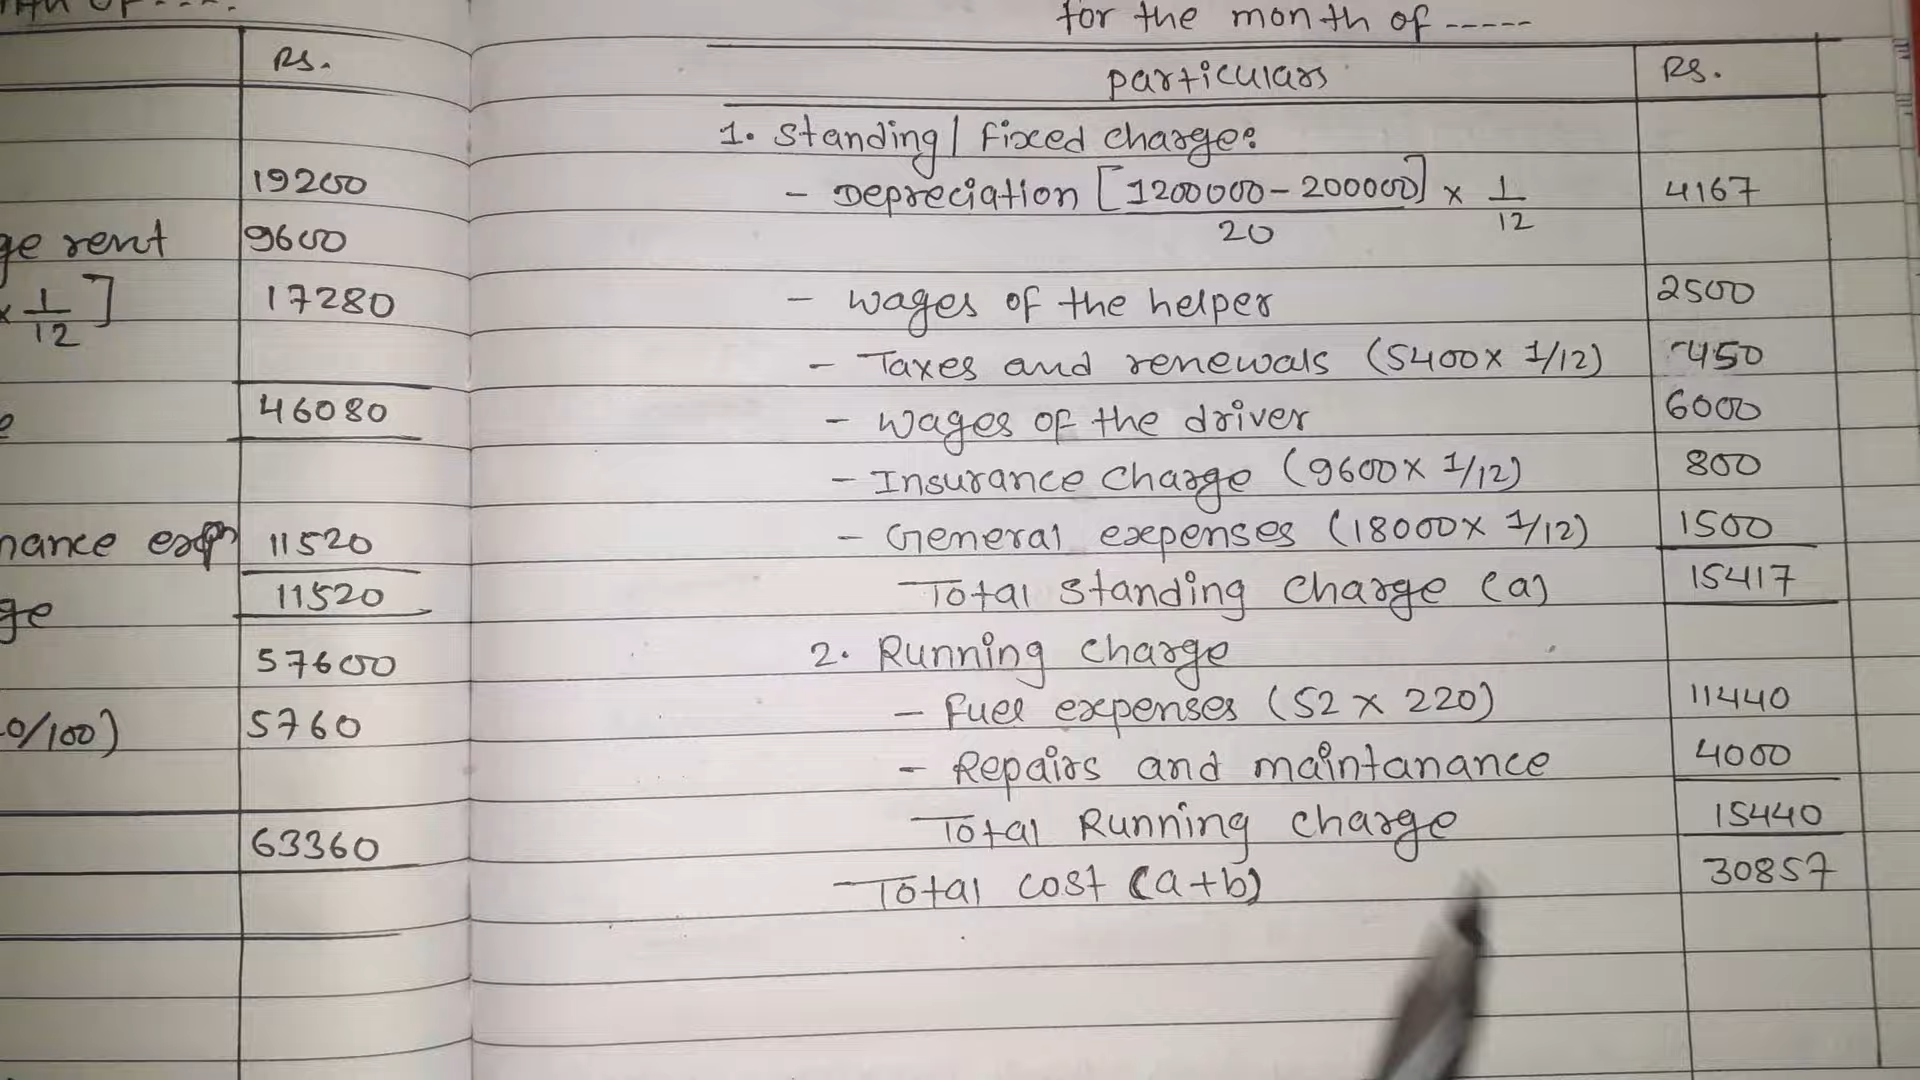 Rs.
19200
ge rent 9600
× 1/12] 17280
46080
nance exp 11520
ge 11520
57600
0/100) 5760
63360
for the month of -----
particulars Rs.
1. Standing/Fixed charge:
- Depreciation [1200000-200000]/20 × 1/12 4167
- wages of the helper 2500
- Taxes and renewals (5400× 1/12) 450
- wages of the driver 6000
- Insurance charge (9600× 1/12) 800
- General expenses (18000× 1/12) 1500
Total Standing charge (a) 15417
2. Running charge
- Fuel expenses (52 × 220) 11440
- Repairs and maintanance 4000
Total Running charge 15440
Total cost (a+b) 30857